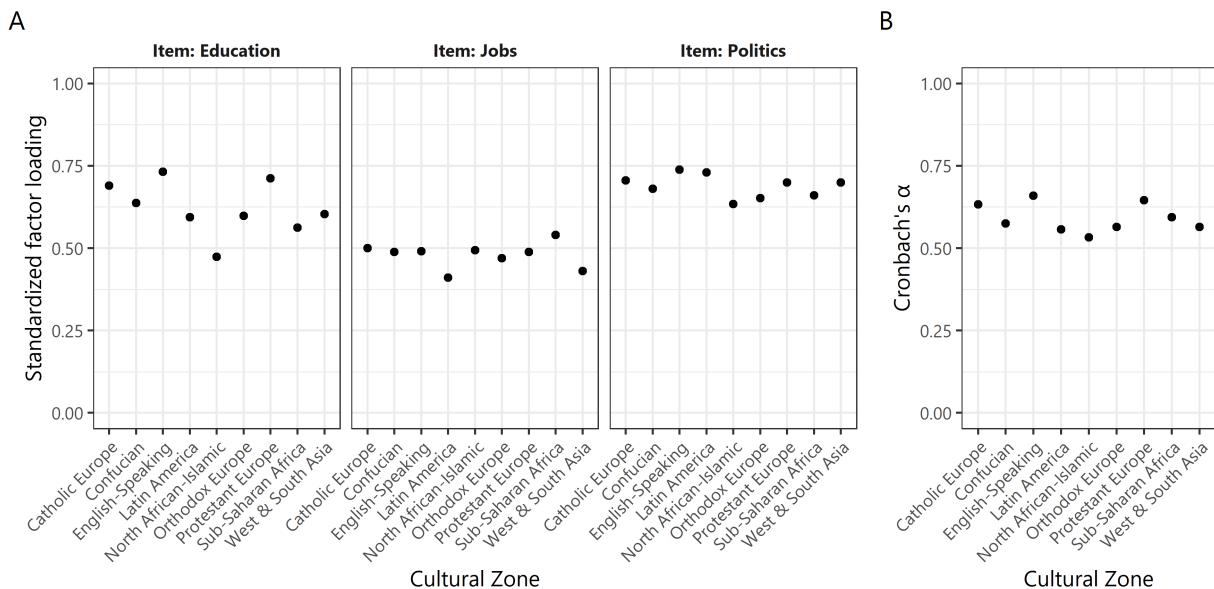 A
B
Item: Education
Item: Jobs
Item: Politics
Standardized factor loading
1.00
0.75
0.50
0.25
0.00
Catholic Europe
Confucian
English-Speaking
Latin America
North African-Islamic
Orthodox Europe
Protestant Europe
Sub-Saharan Africa
West & South Asia
Catholic Europe
Confucian
English-Speaking
Latin America
North African-Islamic
Orthodox Europe
Protestant Europe
Sub-Saharan Africa
West & South Asia
Catholic Europe
Confucian
English-Speaking
Latin America
North African-Islamic
Orthodox Europe
Protestant Europe
Sub-Saharan Africa
West & South Asia
Cultural Zone
Cronbach's α
1.00
0.75
0.50
0.25
0.00
Catholic Europe
Confucian
English-Speaking
Latin America
North African-Islamic
Orthodox Europe
Protestant Europe
Sub-Saharan Africa
West & South Asia
Cultural Zone